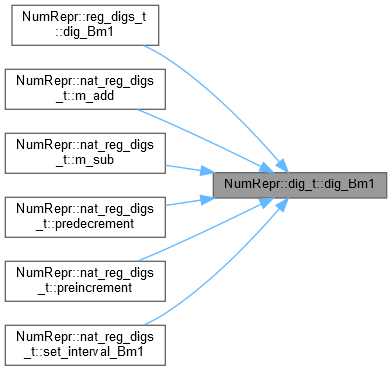 NumRepr::reg_digs_t
::dig_Bm1
NumRepr::nat_reg_digs
_t::m_add
NumRepr::nat_reg_digs
_t::m_sub
NumRepr::dig_t::dig_Bm1
NumRepr::nat_reg_digs
_t::predecrement
NumRepr::nat_reg_digs
_t::preincrement
NumRepr::nat_reg_digs
_t::set_interval_Bm1